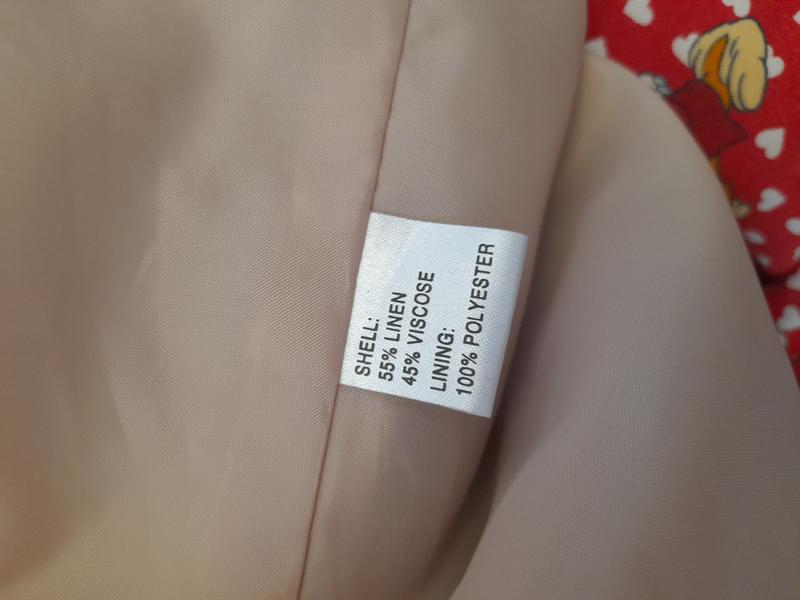 SHELL:
55% LINEN
45% VISCOSE
LINING:
100% POLYESTER